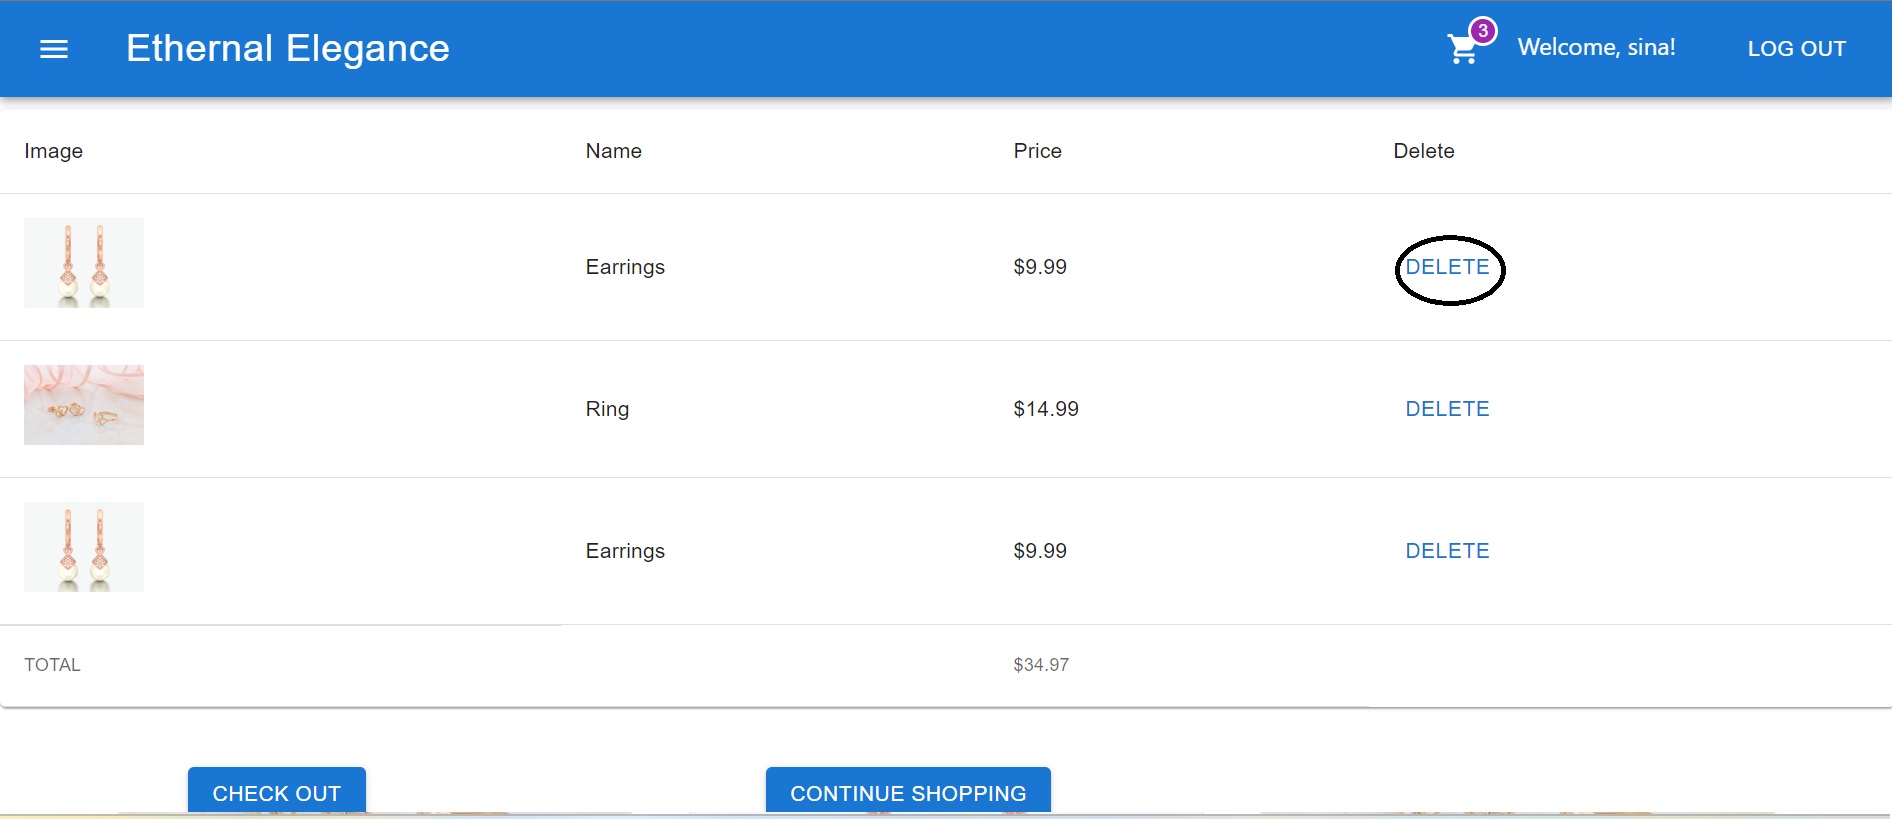 Ethernal Elegance 3 Welcome, sina! LOG OUT
Image Name Price Delete
Earrings $9.99 DELETE
Ring $14.99 DELETE
Earrings $9.99 DELETE
TOTAL $34.97
CHECK OUT CONTINUE SHOPPING